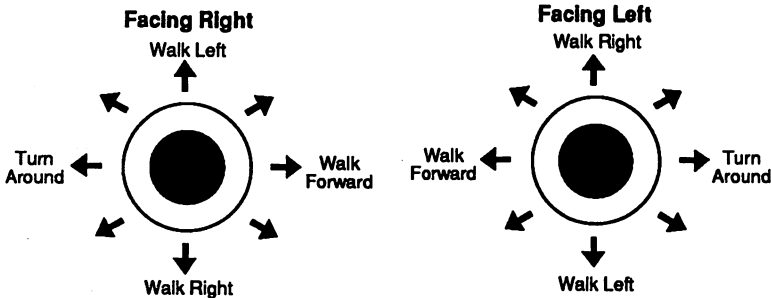 Facing Right
Walk Left
Turn
Around
Walk
Forward
Walk Right
Facing Left
Walk Right
Walk
Forward
Turn
Around
Walk Left